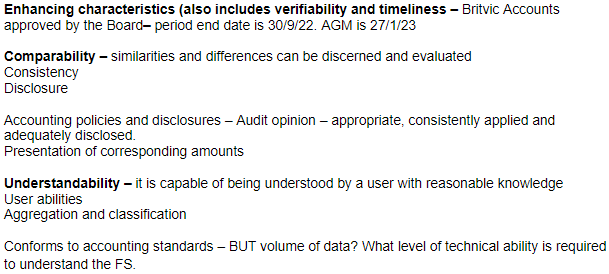 Enhancing characteristics (also includes verifiability and timeliness – Britvic Accounts
approved by the Board– period end date is 30/9/22. AGM is 27/1/23
Comparability – similarities and differences can be discerned and evaluated
Consistency
Disclosure
Accounting policies and disclosures – Audit opinion – appropriate, consistently applied and
adequately disclosed.
Presentation of corresponding amounts
Understandability – it is capable of being understood by a user with reasonable knowledge
User abilities
Aggregation and classification
Conforms to accounting standards – BUT volume of data? What level of technical ability is required
to understand the FS.